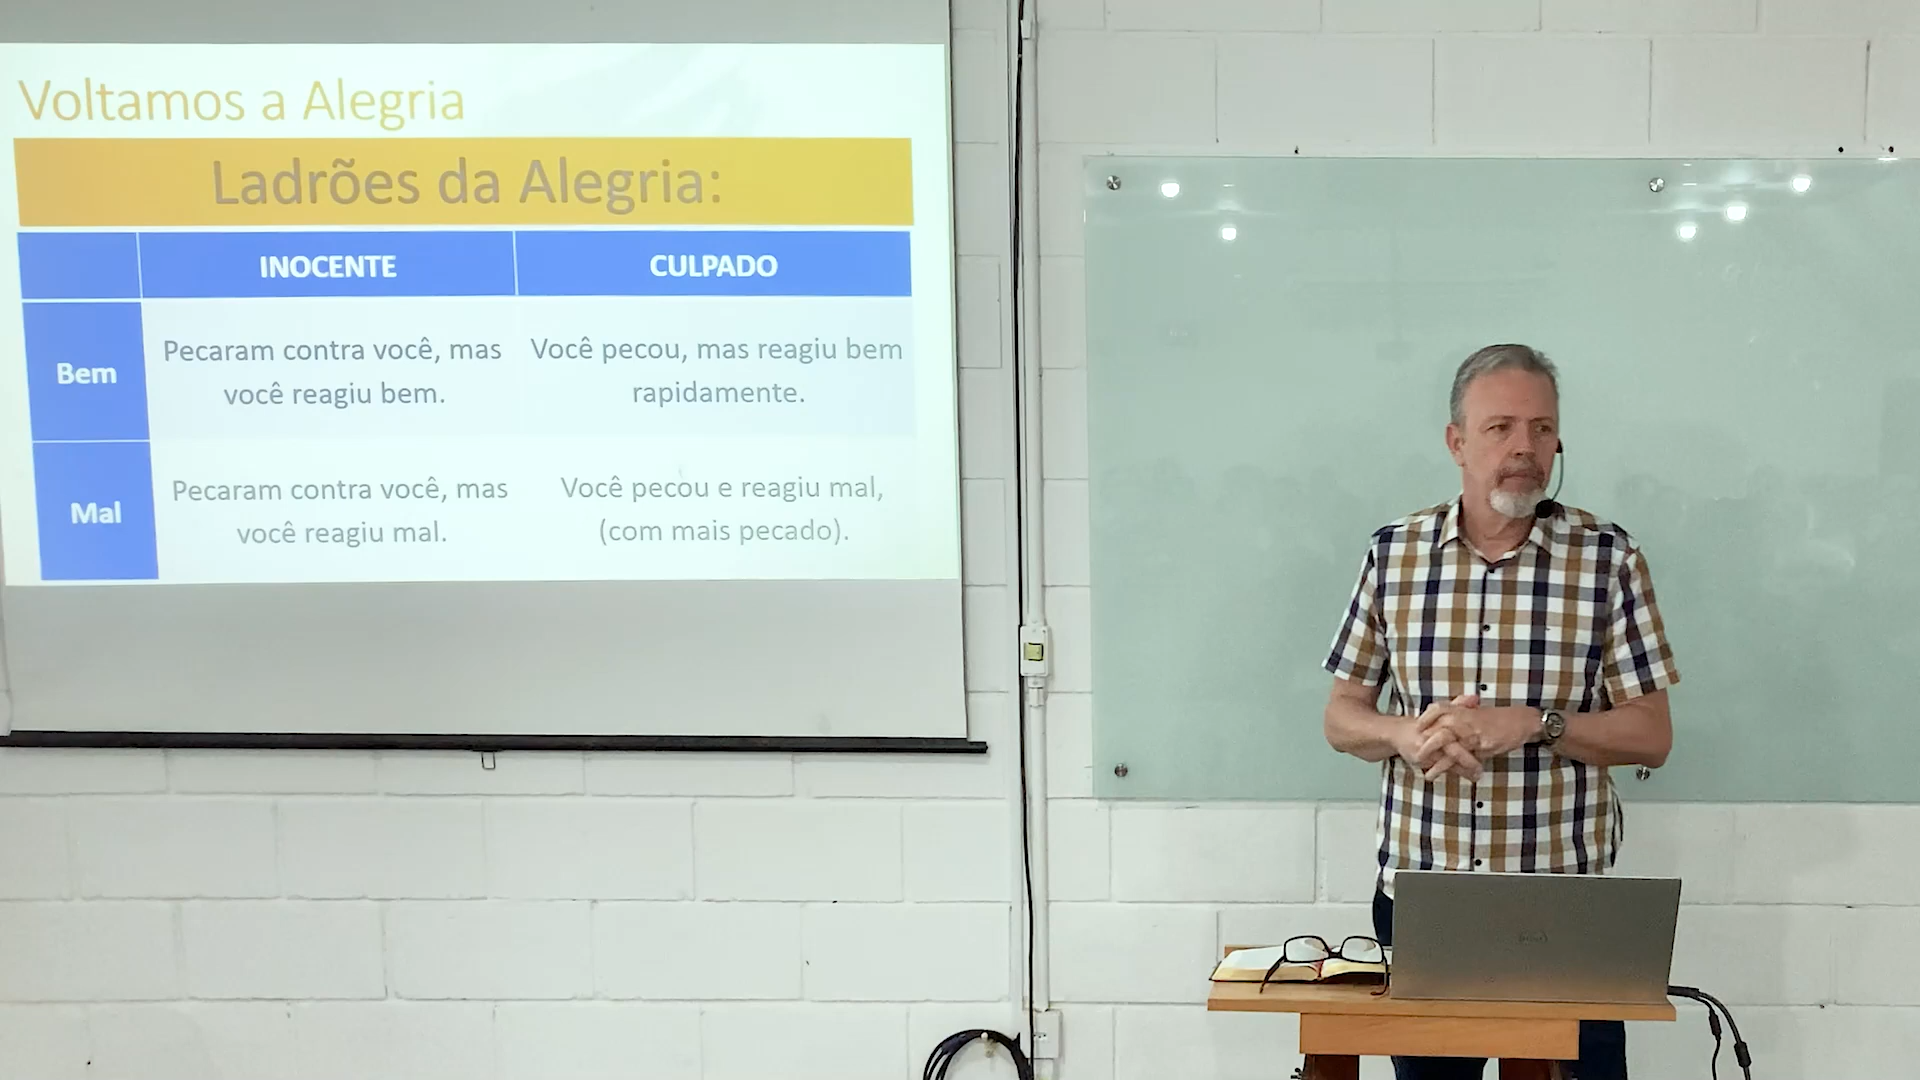 Voltamos a Alegria
Ladrões da Alegria:
INOCENTE
CULPADO
Bem
Pecaram contra você, mas
você reagiu bem.
Você pecou, mas reagiu bem
rapidamente.
Mal
Pecaram contra você, mas
você reagiu mal.
Você pecou e reagiu mal,
(com mais pecado).